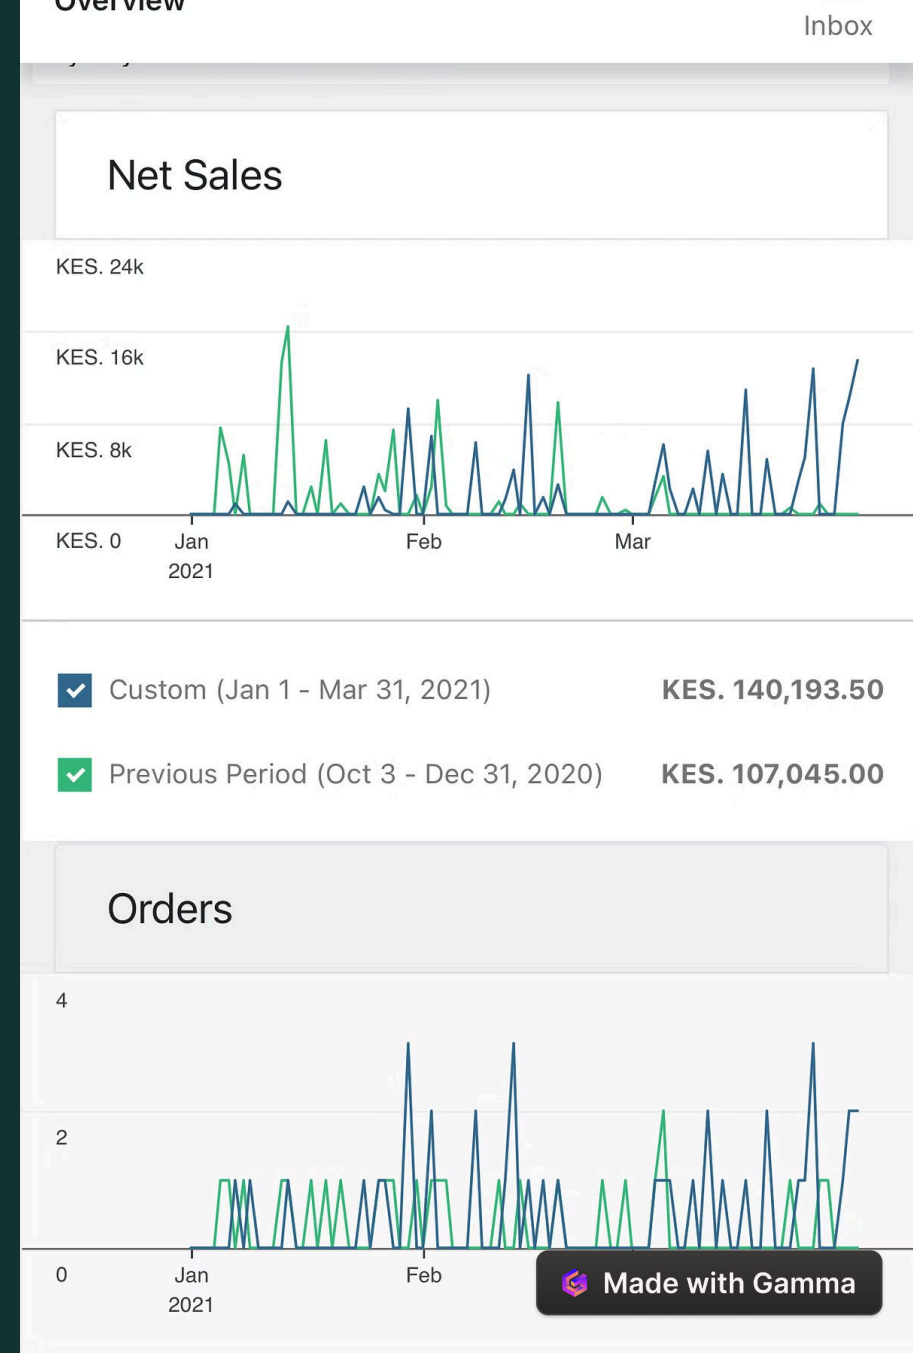 Overview
Inbox
Net Sales
KES. 24k
KES. 16k
KES. 8k
KES. 0
Jan
Feb
Mar
2021
Custom (Jan 1 - Mar 31, 2021) KES. 140,193.50
Previous Period (Oct 3 - Dec 31, 2020) KES. 107,045.00
Orders
4
2
0
Jan
Feb
2021
Made with Gamma